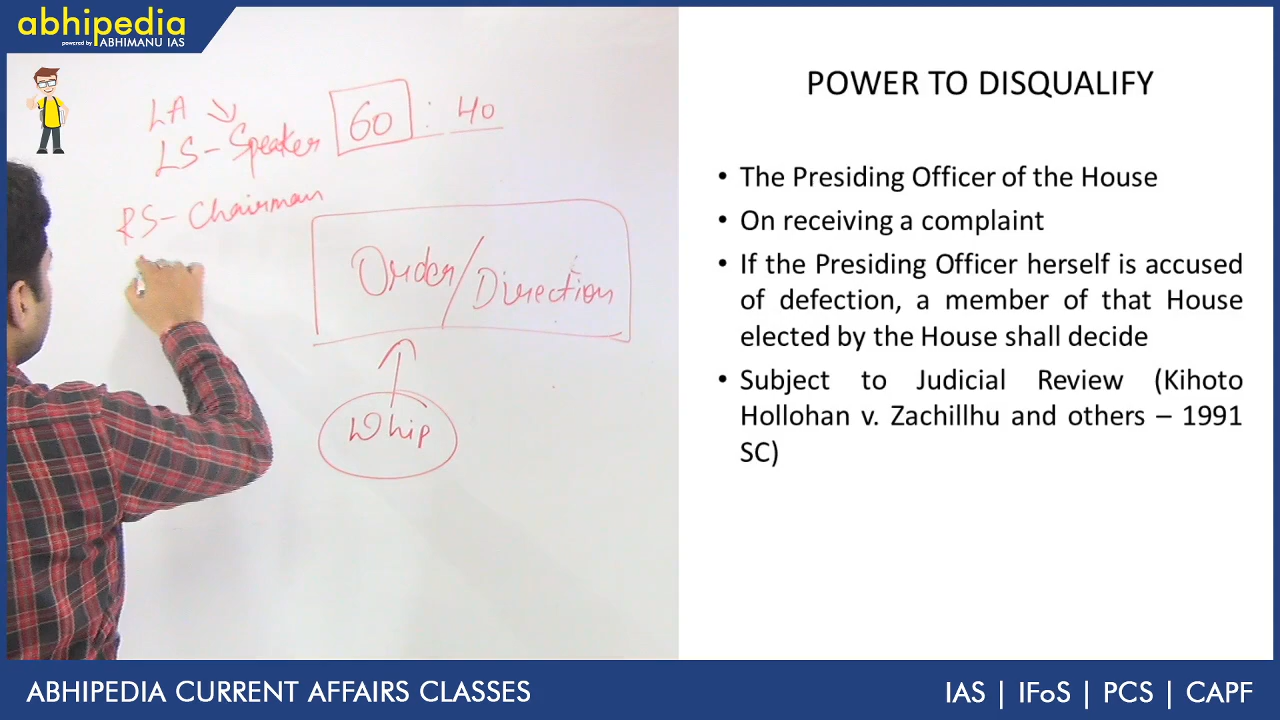 abhipedia
powered by ABHIMANU IAS
LA
LS - Speaker
60 : 40
RS - Chairman
Order/Direction
Whip
POWER TO DISQUALIFY
• The Presiding Officer of the House
• On receiving a complaint
• If the Presiding Officer herself is accused
of defection, a member of that House
elected by the House shall decide
• Subject to Judicial Review (Kihoto
Hollohan v. Zachillhu and others – 1991
SC)
ABHIPEDIA CURRENT AFFAIRS CLASSES
IAS | IFoS | PCS | CAPF